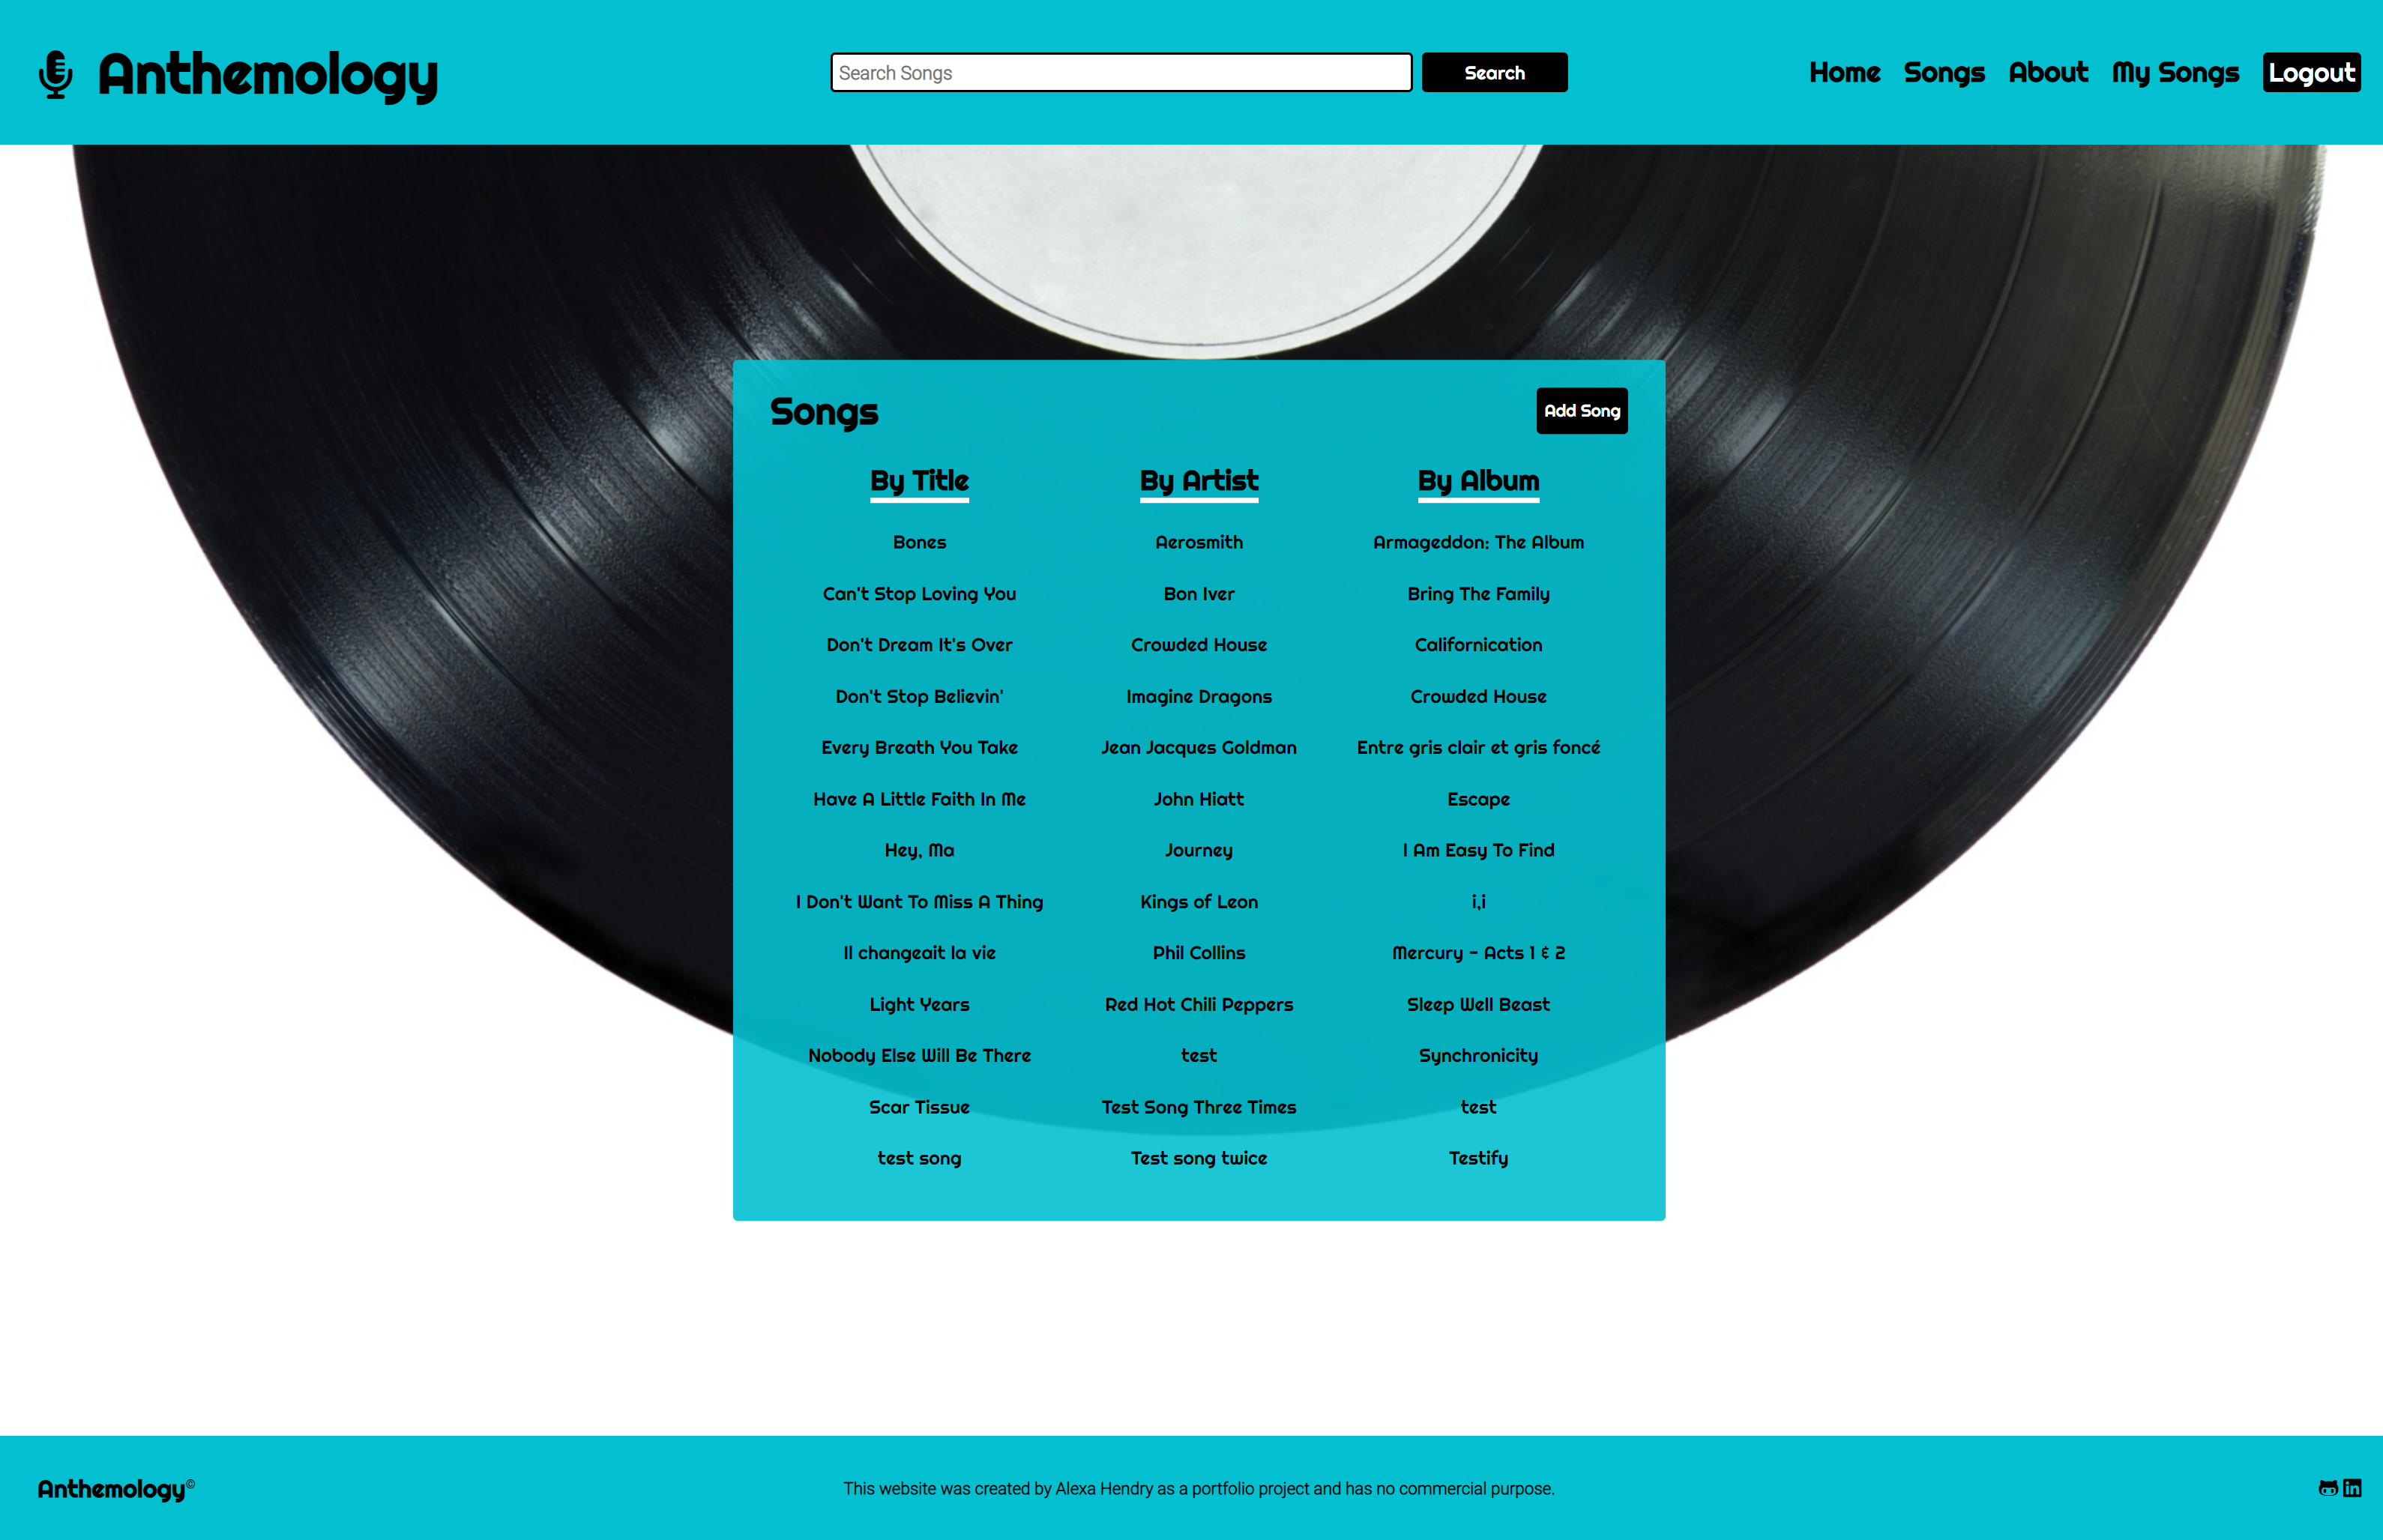 Anthemology
Search Songs
Search
Home Songs About My Songs Logout
Songs
Add Song
By Title By Artist By Album
Bones Aerosmith Armageddon: The Album
Can't Stop Loving You Bon Iver Bring The Family
Don't Dream It's Over Crowded House Californication
Don't Stop Believin' Imagine Dragons Crowded House
Every Breath You Take Jean Jacques Goldman Entre gris clair et gris foncé
Have A Little Faith In Me John Hiatt Escape
Hey, Ma Journey I Am Easy To Find
I Don't Want To Miss A Thing Kings of Leon i,i
Il changeait la vie Phil Collins Mercury - Acts 1 & 2
Light Years Red Hot Chili Peppers Sleep Well Beast
Nobody Else Will Be There test Synchronicity
Scar Tissue Test Song Three Times test
test song Test song twice Testify
Anthemology©
This website was created by Alexa Hendry as a portfolio project and has no commercial purpose.
in